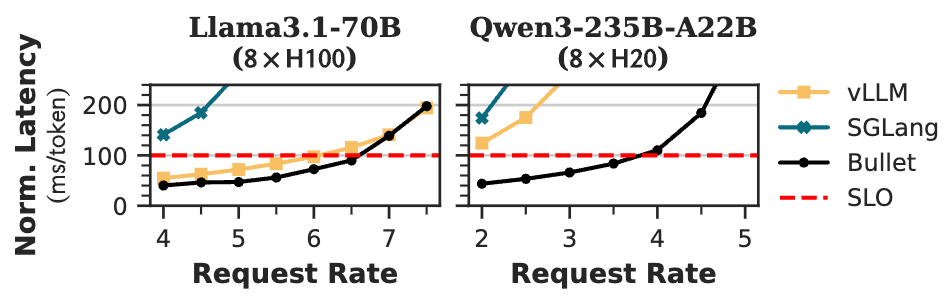 Llama3.1-70B
(8×H100)
Qwen3-235B-A22B
(8×H20)
Norm. Latency
(ms/token)
200
100
0
4 5 6 7
2 3 4 5
Request Rate
Request Rate
vLLM
SGLang
Bullet
SLO